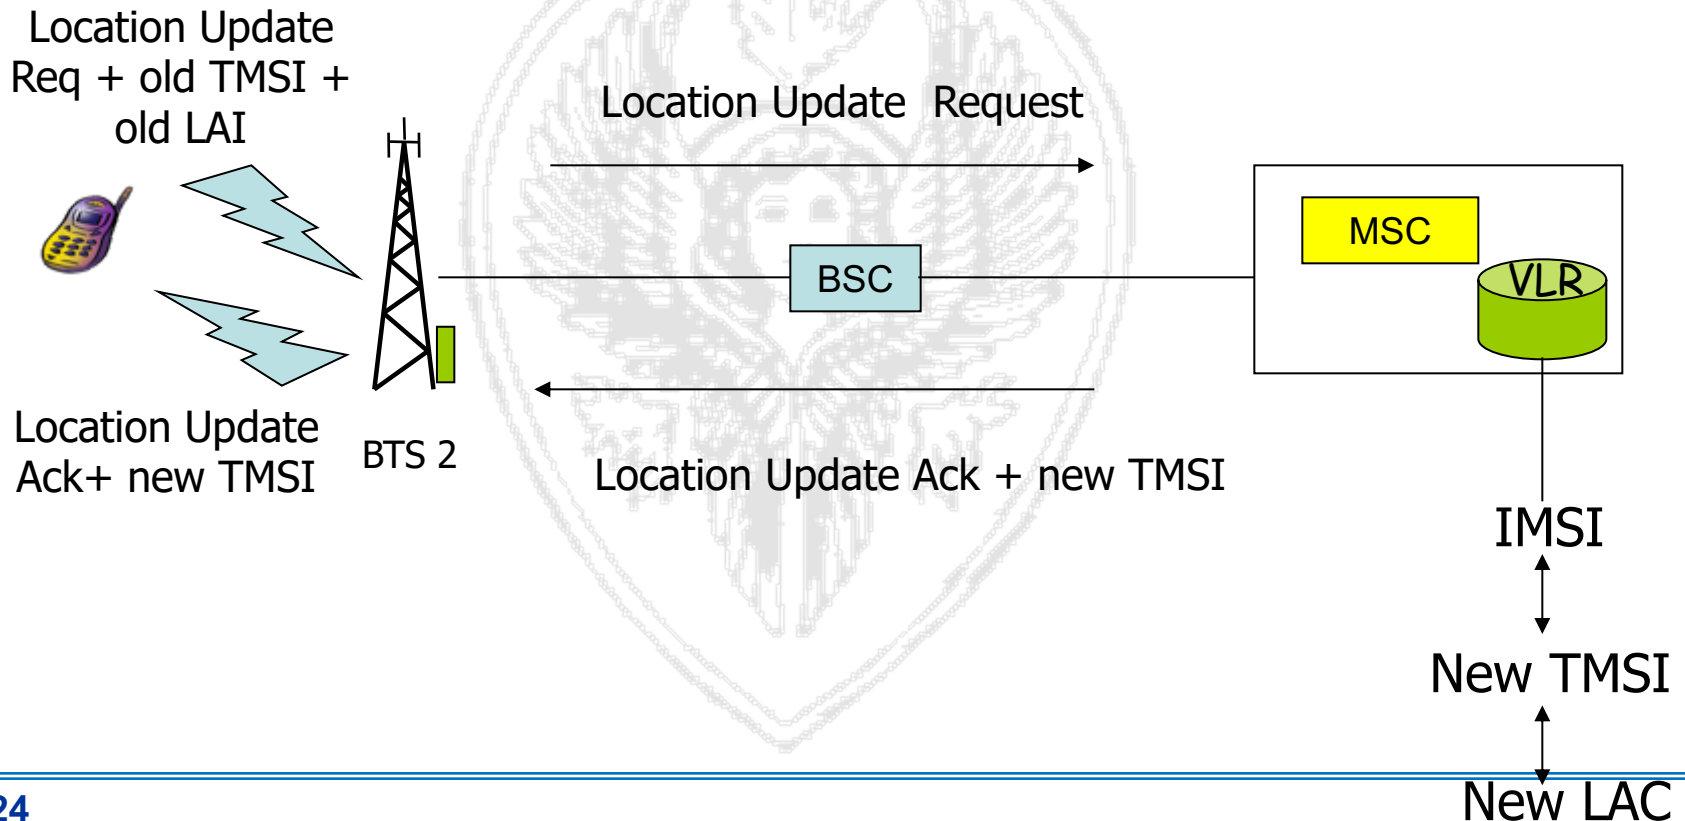 Location Update
Req + old TMSI +
old LAI
Location Update Request
MSC
VLR
BSC
Location Update
Ack+ new TMSI
BTS 2
Location Update Ack + new TMSI
IMSI
New TMSI
New LAC
24